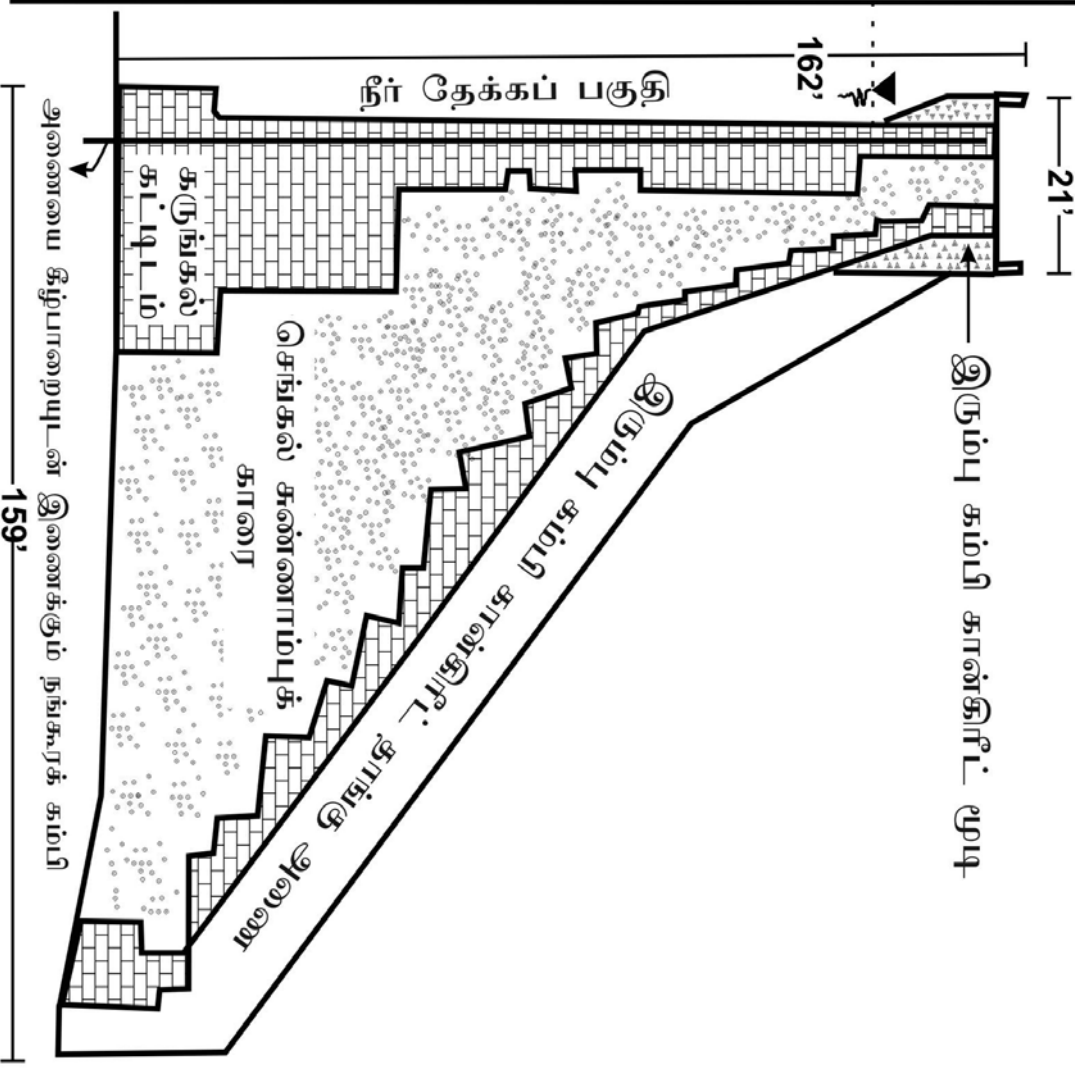 162’
நீர் தேக்கப் பகுதி
21’
கருங்கல்
கட்டிடம்
செங்கல் சுண்ணாம்புக்
காரை
இரும்பு கம்பி கான்கிரீட் தாங்கு அணை
இரும்பு கம்பி கான்கிரீட் மூடி
அணையை கீழ்பாறையுடன் இணைக்கும் நங்கூரக் கம்பி
159’